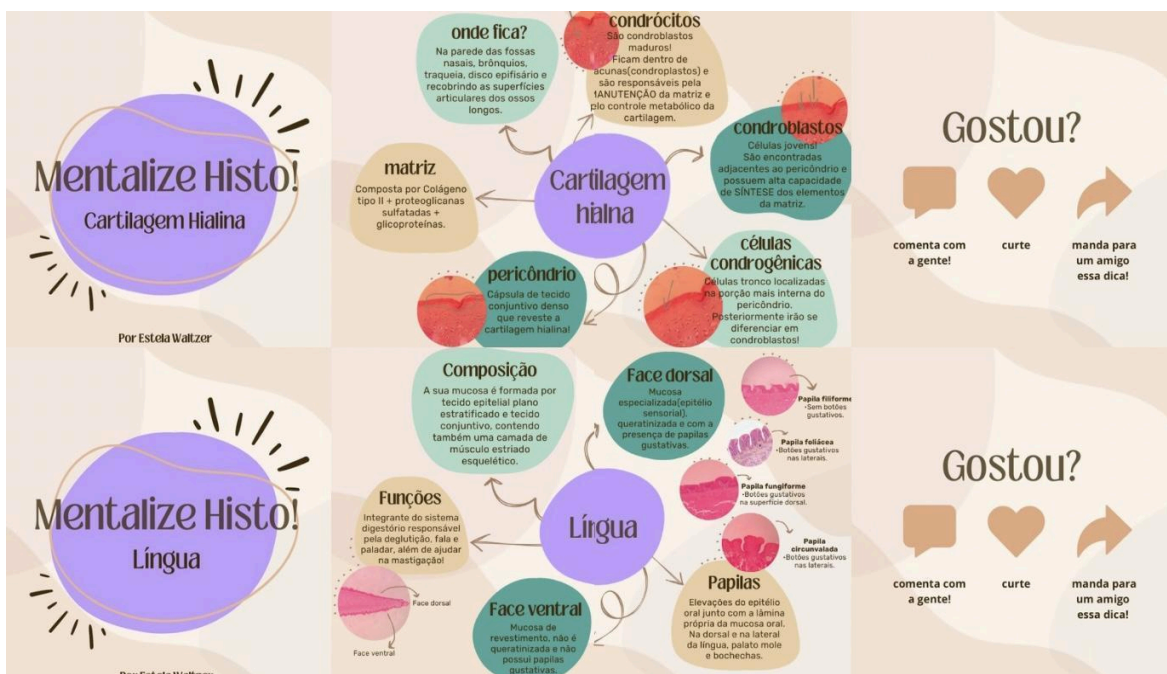 Mentalize Histo!
Cartilagem Hialina
Por Estela Waltzer
onde fica?
Na parede das fossas
nasais, brônquios,
traqueia, disco epifisário e
recobrindo as superfícies
articulares dos ossos
longos.
condrócitos
São condroblastos
maduros!
Ficam dentro de
acunas(condroplastos) e
são responsáveis pela
MANUTENÇÃO da matriz e
plo controle metabólico da
cartilagem.
condroblastos
Células jovens!
São encontradas
adjacentes ao pericôndrio e
possuem alta capacidade
de SÍNTESE dos elementos
da matriz.
matriz
Composta por Colágeno
tipo II + proteoglicanas
sulfatadas +
glicoproteínas.
Cartilagem
hialna
pericôndrio
Cápsula de tecido
conjuntivo denso
que reveste a
cartilagem hialina!
células
condrogênicas
Células tronco localizadas
na porção mais interna do
pericôndrio.
Posteriormente irão se
diferenciar em
condroblastos!
Gostou?
comenta com
a gente!
curte
manda para
um amigo
essa dica!
Mentalize Histo!
Língua
Por Estela Waltzer
Composição
A sua mucosa é formada por
tecido epitelial plano
estratificado e tecido
conjuntivo, contendo
também uma camada de
músculo estriado
esquelético.
Face dorsal
Mucosa
especializada(epitélio
sensorial),
queratinizada e com a
presença de papilas
gustativas.
Papila filiforme
•Sem botões
gustativos.
Papila foliácea
•Botões gustativos
nas laterais.
Papila fungiforme
•Botões gustativos
na superfície dorsal.
Papila
circunvalada
•Botões gustativos
nas laterais.
Funções
Integrante do sistema
digestório responsável
pela deglutição, fala e
paladar, além de ajudar
na mastigação!
Língua
Face dorsal
Face ventral
Face ventral
Mucosa de
revestimento, não é
queratinizada e não
possui papilas
gustativas.
Papilas
Elevações do epitélio
oral junto com a lâmina
própria da mucosa oral.
Na dorsal e na lateral
da língua, palato mole
e bochechas.
Gostou?
comenta com
a gente!
curte
manda para
um amigo
essa dica!